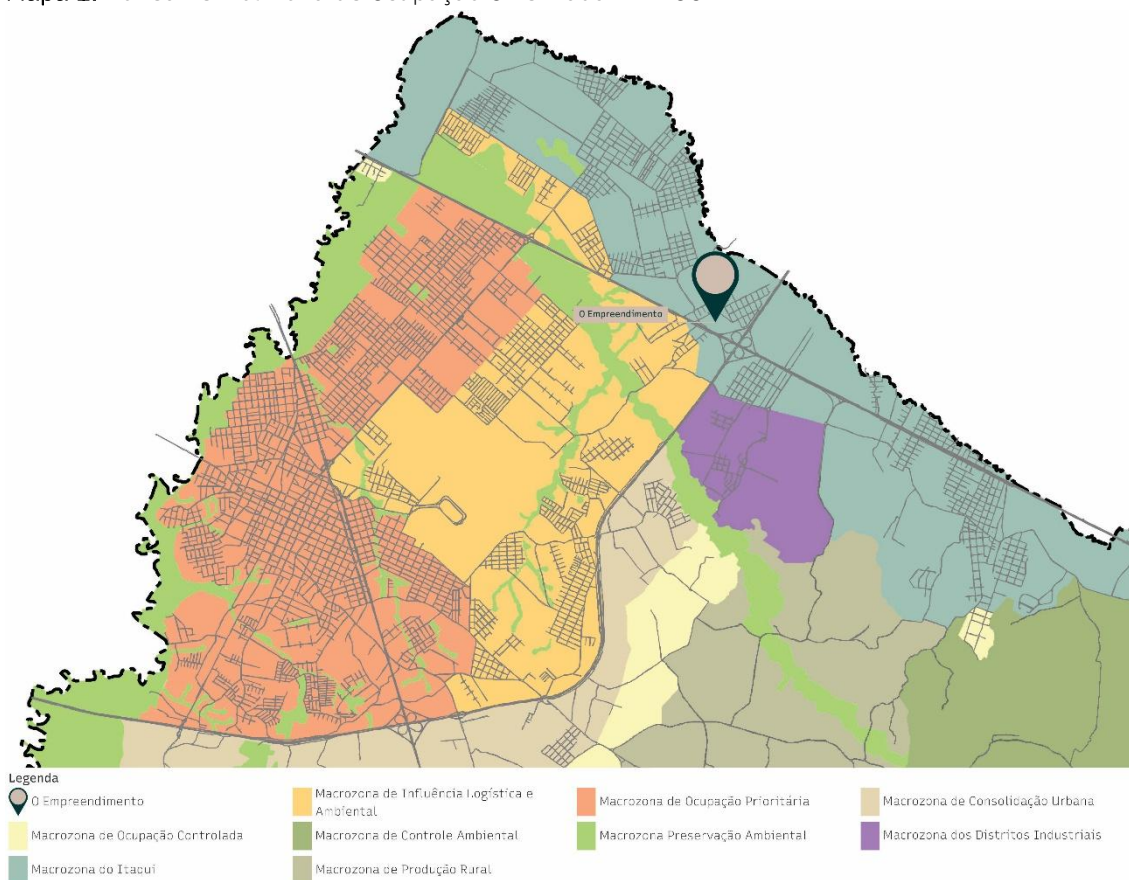 O Empreendimento
Legenda
O Empreendimento
Macrozona de Influência Logística e
Ambiental
Macrozona de Ocupação Prioritária
Macrozona de Consolidação Urbana
Macrozona de Ocupação Controlada
Macrozona de Controle Ambiental
Macrozona Preservação Ambiental
Macrozona dos Distritos Industriais
Macrozona do Itaqui
Macrozona de Produção Rural